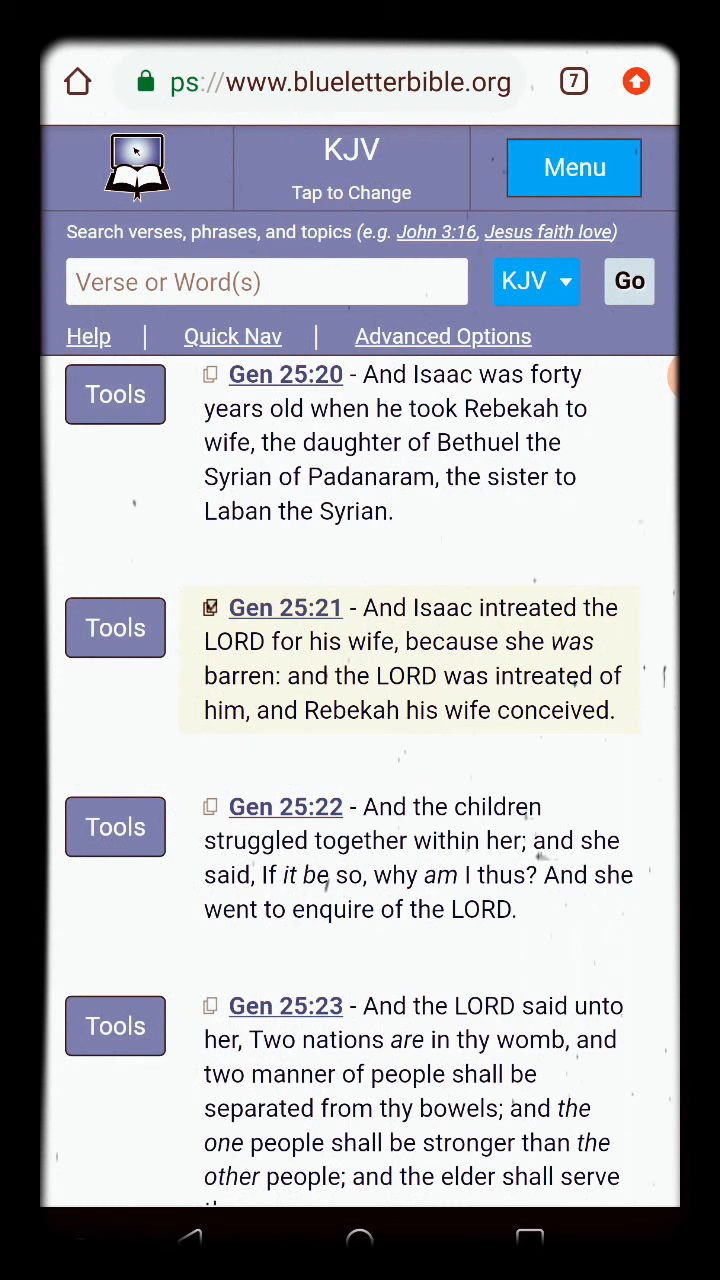 ps://www.blueletterbible.org
7
KJV
Tap to Change
Menu
Search verses, phrases, and topics (e.g. John 3:16, Jesus faith love)
Verse or Word(s)
KJV
Go
Help | Quick Nav | Advanced Options
Tools
Gen 25:20 - And Isaac was forty
years old when he took Rebekah to
wife, the daughter of Bethuel the
Syrian of Padanaram, the sister to
Laban the Syrian.
Tools
Gen 25:21 - And Isaac intreated the
LORD for his wife, because she was
barren: and the LORD was intreated of
him, and Rebekah his wife conceived.
Tools
Gen 25:22 - And the children
struggled together within her; and she
said, If it be so, why am I thus? And she
went to enquire of the LORD.
Tools
Gen 25:23 - And the LORD said unto
her, Two nations are in thy womb, and
two manner of people shall be
separated from thy bowels; and the
one people shall be stronger than the
other people; and the elder shall serve